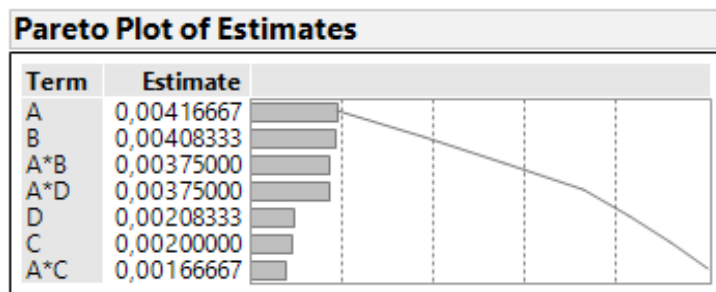 Pareto Plot of Estimates
Term Estimate
A 0,00416667
B 0,00408333
A*B 0,00375000
A*D 0,00375000
D 0,00208333
C 0,00200000
A*C 0,00166667